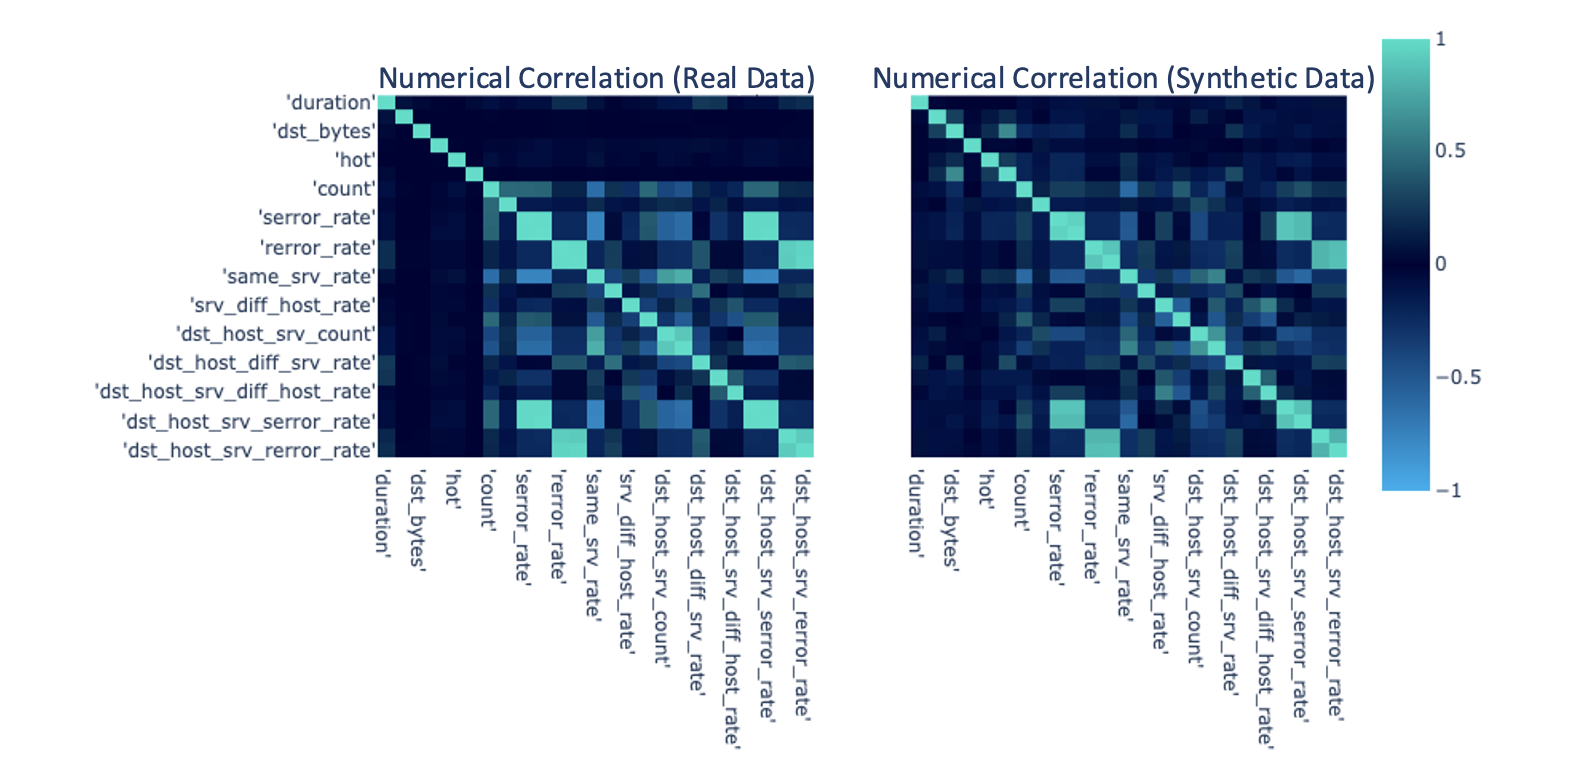 Numerical Correlation (Real Data)
Numerical Correlation (Synthetic Data)
'duration'
'dst_bytes'
'hot'
'count'
'serror_rate'
'rerror_rate'
'same_srv_rate'
'srv_diff_host_rate'
'dst_host_srv_count'
'dst_host_diff_srv_rate'
'dst_host_srv_diff_host_rate'
'dst_host_srv_serror_rate'
'dst_host_srv_rerror_rate'
'duration'
'dst_bytes'
'hot'
'count'
'serror_rate'
'rerror_rate'
'same_srv_rate'
'srv_diff_host_rate'
'dst_host_srv_count'
'dst_host_diff_srv_rate'
'dst_host_srv_diff_host_rate'
'dst_host_srv_serror_rate'
'dst_host_srv_rerror_rate'
'duration'
'dst_bytes'
'hot'
'count'
'serror_rate'
'rerror_rate'
'same_srv_rate'
'srv_diff_host_rate'
'dst_host_srv_count'
'dst_host_diff_srv_rate'
'dst_host_srv_diff_host_rate'
'dst_host_srv_serror_rate'
'dst_host_srv_rerror_rate'
1
0.5
0
−0.5
−1